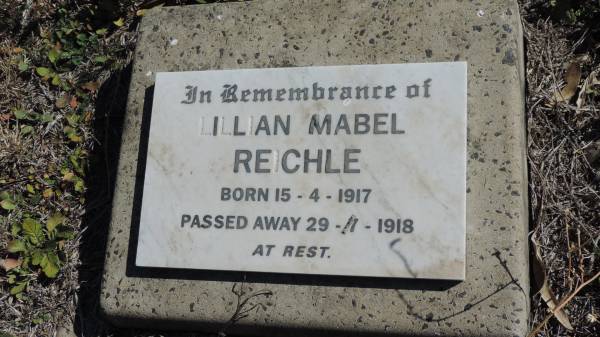 In Remembrance of
LILLIAN MABEL
REICHLE
BORN 15 - 4 - 1917
PASSED AWAY 29 - 11 - 1918
AT REST.